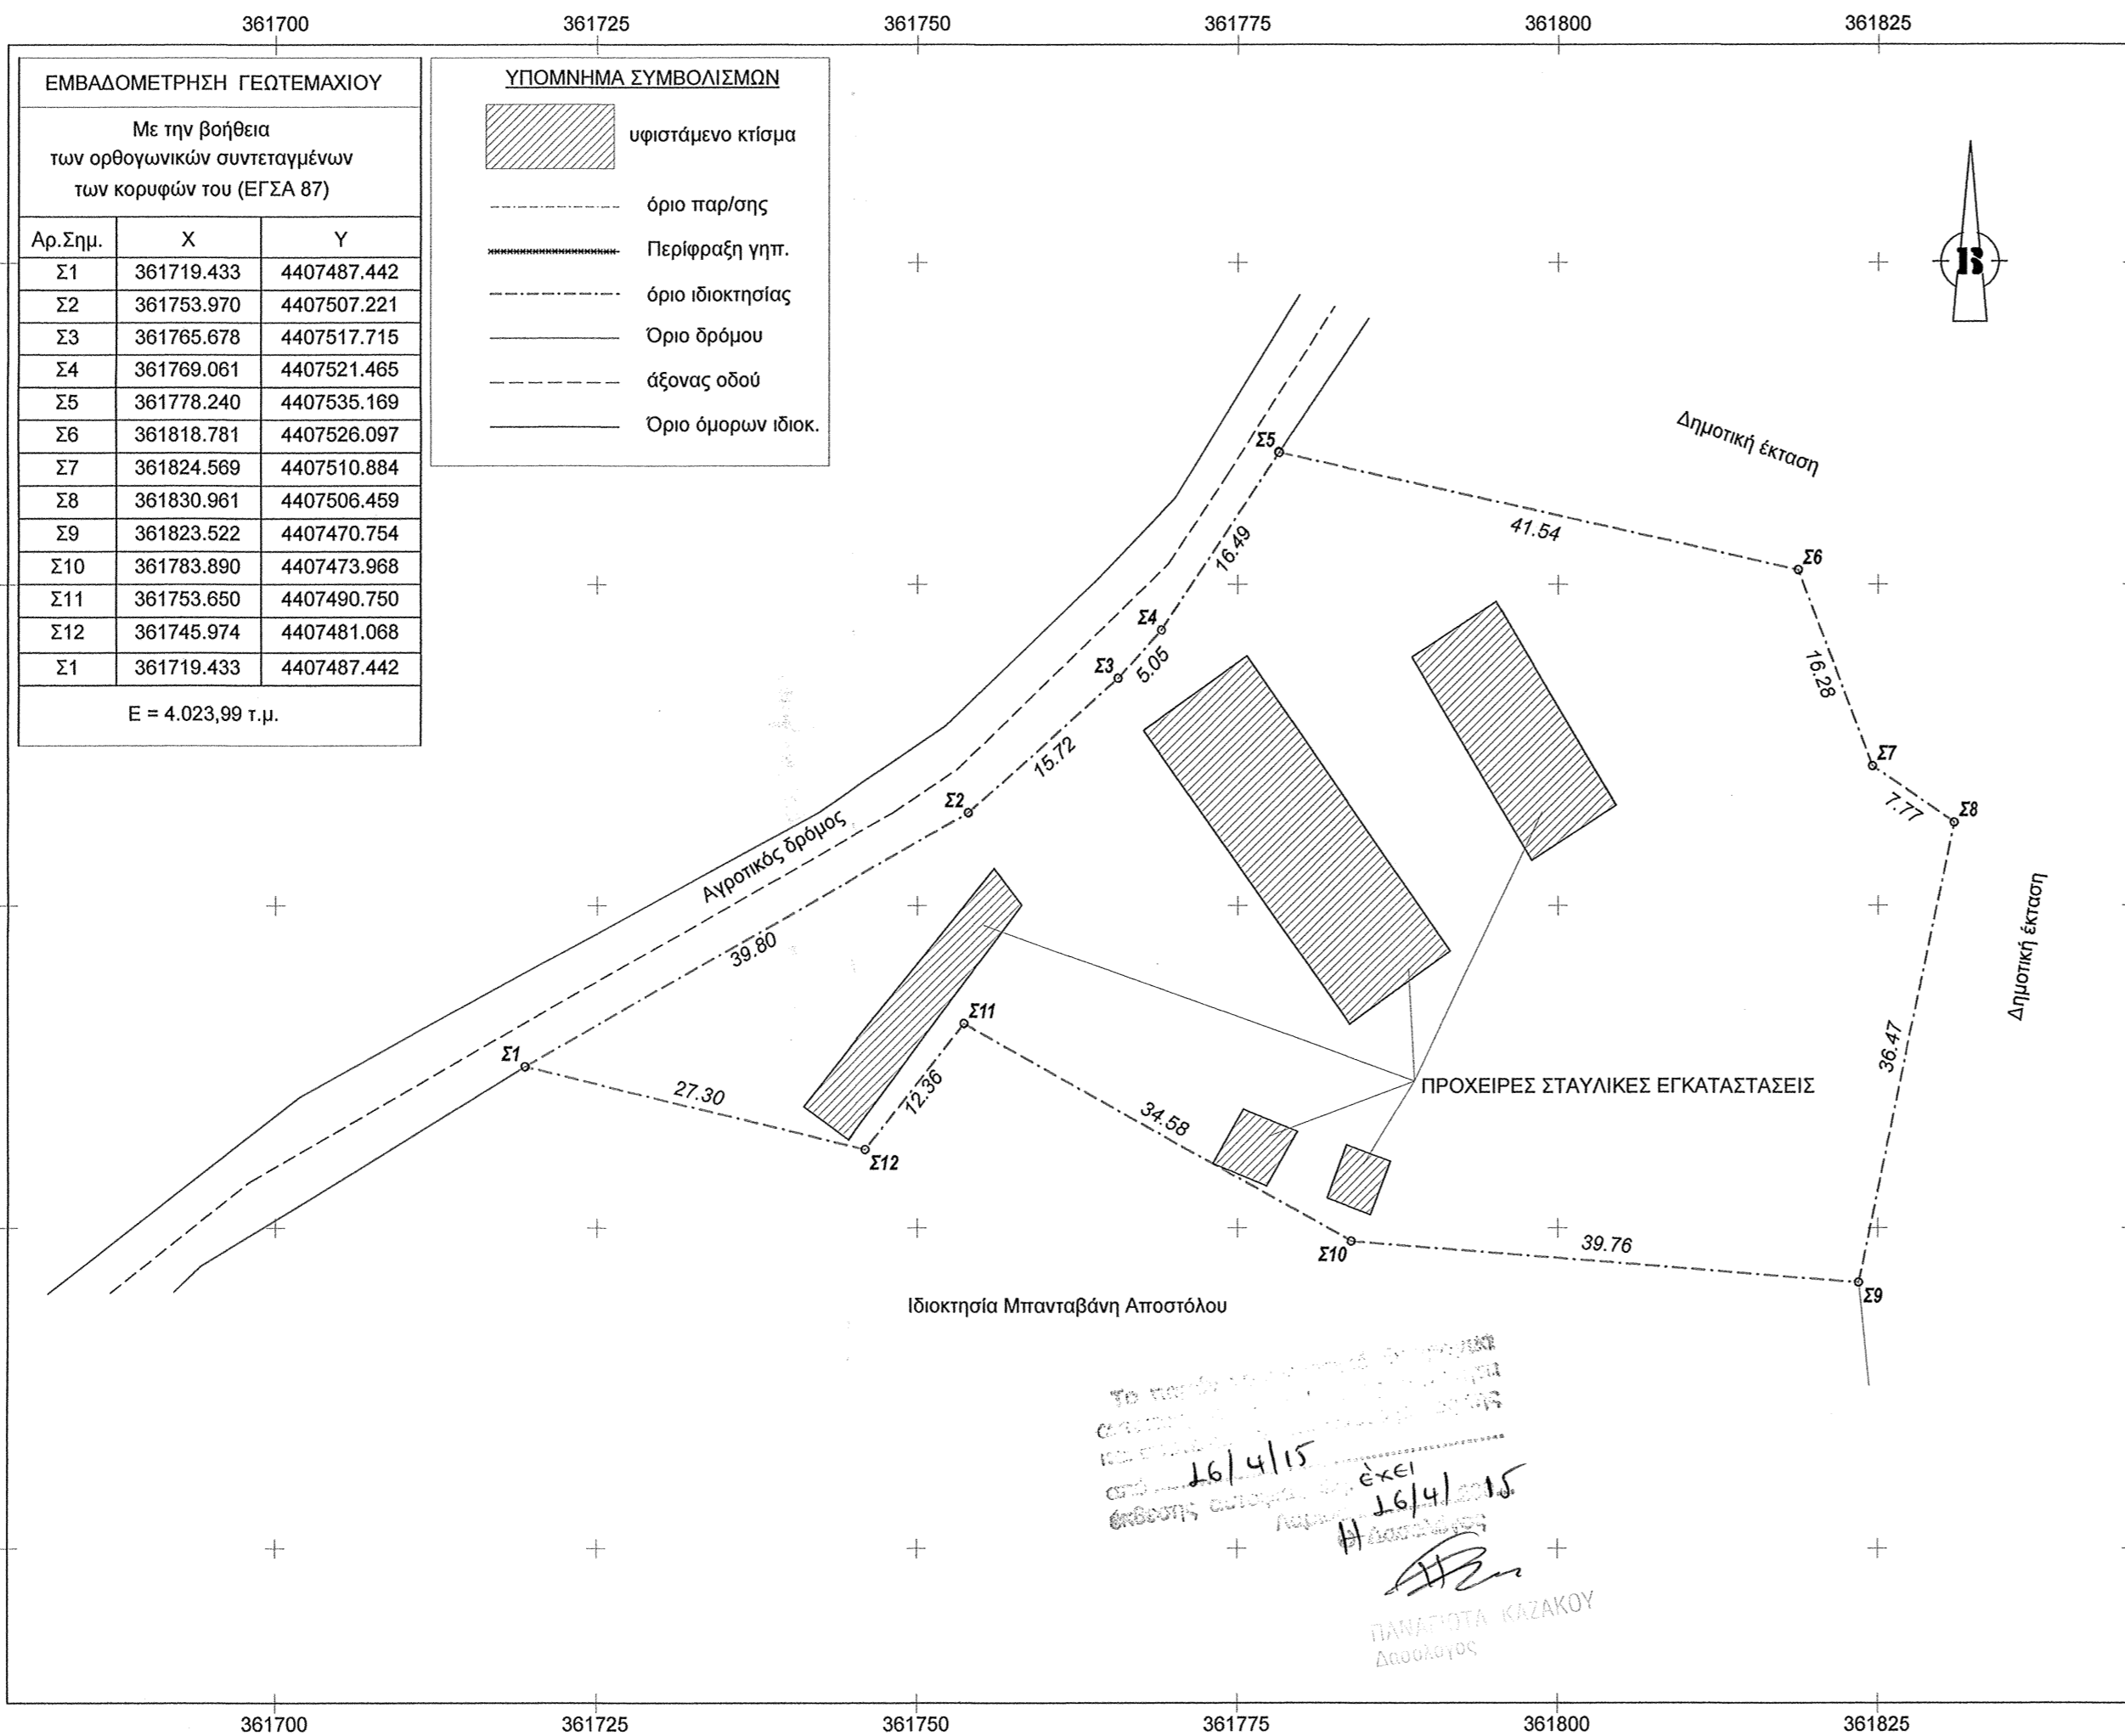 361700 361725 361750 361775 361800 361825
ΕΜΒΑΔΟΜΕΤΡΗΣΗ ΓΕΩΤΕΜΑΧΙΟΥ
Με την βοήθεια
των ορθογωνικών συντεταγμένων
των κορυφών του (ΕΓΣΑ 87)
Αρ.Σημ. Χ Υ
Σ1 361719.433 4407487.442
Σ2 361753.970 4407507.221
Σ3 361765.678 4407517.715
Σ4 361769.061 4407521.465
Σ5 361778.240 4407535.169
Σ6 361818.781 4407526.097
Σ7 361824.569 4407510.884
Σ8 361830.961 4407506.459
Σ9 361823.522 4407470.754
Σ10 361783.890 4407473.968
Σ11 361753.650 4407490.750
Σ12 361745.974 4407481.068
Σ1 361719.433 4407487.442
Ε = 4.023,99 τ.μ.
ΥΠΟΜΝΗΜΑ ΣΥΜΒΟΛΙΣΜΩΝ
υφιστάμενο κτίσμα
όριο παρ/σης
Περίφραξη γηπ.
όριο ιδιοκτησίας
Όριο δρόμου
άξονας οδού
Όριο όμορων ιδιοκ.
Β
Δημοτική έκταση
Σ5
41.54
16.49
Σ6
Σ4
Σ3
5.05
16.28
15.72
Σ7
Σ2
7.77
Σ8
Αγροτικός δρόμος
39.80
Δημοτική έκταση
Σ11
Σ1
27.30
12.36
36.47
ΠΡΟΧΕΙΡΕΣ ΣΤΑΥΛΙΚΕΣ ΕΓΚΑΤΑΣΤΑΣΕΙΣ
34.58
Σ12
Σ10
39.76
Σ9
Ιδιοκτησία Μπανταβάνη Αποστόλου
Το
από 16/4/15
έκθεσης έχει
16/4/15
Η Δασολόγος
ΠΑΝΑΓΙΩΤΑ ΚΑΖΑΚΟΥ
Δασολόγος
361700 361725 361750 361775 361800 361825